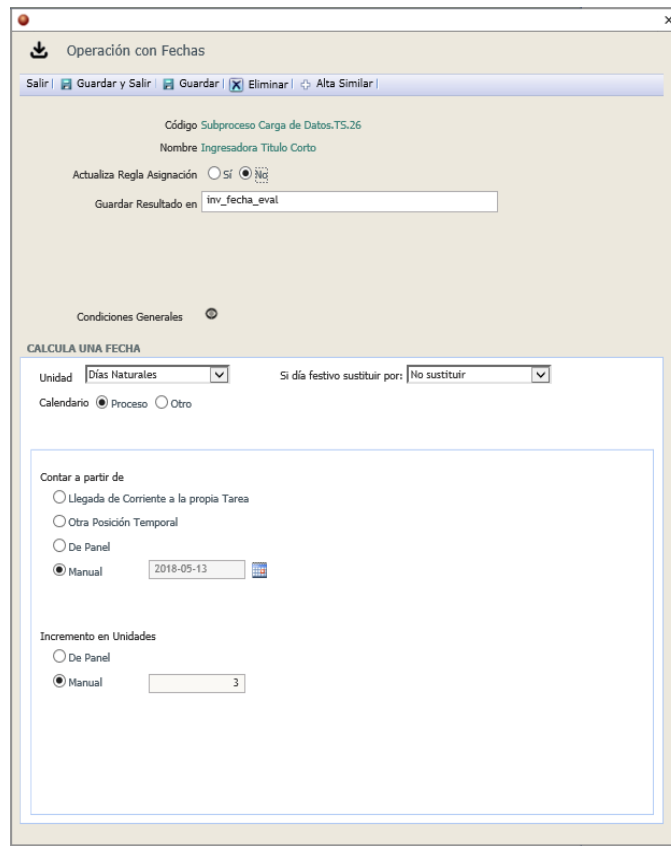 Operación con Fechas
Salir | Guardar y Salir | Guardar | Eliminar | Alta Similar |
Código Subproceso Carga de Datos.TS.26
Nombre Ingresadora Titulo Corto
Actualiza Regla Asignación Sí No
Guardar Resultado en inv_fecha_eval
Condiciones Generales
CALCULA UNA FECHA
Unidad Días Naturales Si día festivo sustituir por: No sustituir
Calendario Proceso Otro
Contar a partir de
Llegada de Corriente a la propia Tarea
Otra Posición Temporal
De Panel
Manual 2018-05-13
Incremento en Unidades
De Panel
Manual 3